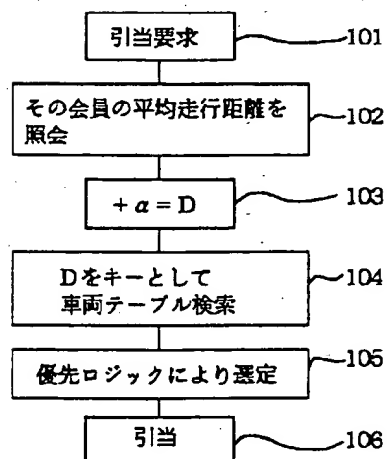 引当要求
101
その会員の平均走行距離を
照会
102
+α=D
103
Dをキーとして
車両テーブル検索
104
優先ロジックにより選定
105
引当
106